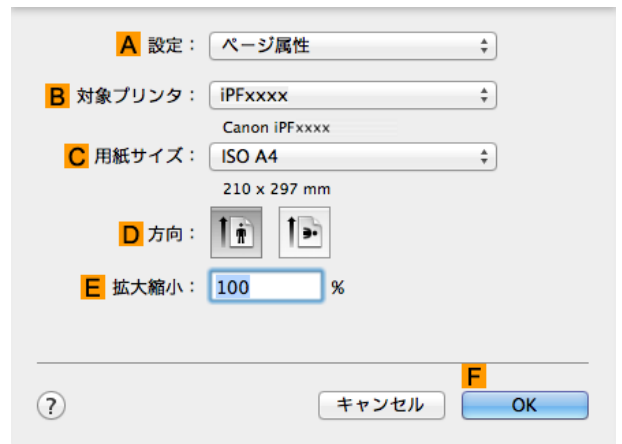 A 設定： ページ属性
B 対象プリンタ： iPFxxxx
Canon iPFxxxx
C 用紙サイズ： ISO A4
210 x 297 mm
D 方向：
E 拡大縮小： 100 %
F
? キャンセル OK